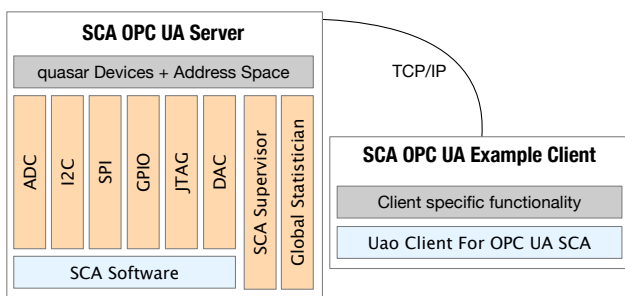 SCA OPC UA Server
quasar Devices + Address Space
ADC
I2C
SPI
GPIO
JTAG
DAC
SCA Supervisor
Global Statistician
SCA Software
TCP/IP
SCA OPC UA Example Client
Client specific functionality
Uao Client For OPC UA SCA